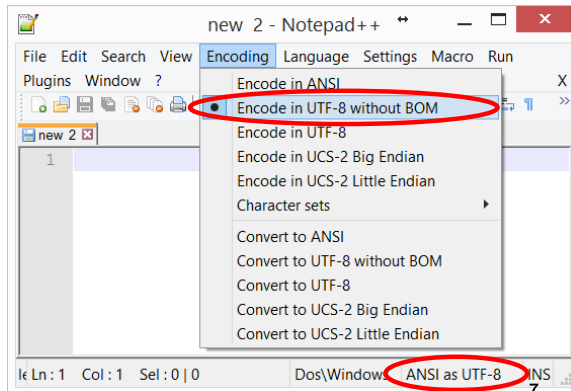 new 2 - Notepad++
File Edit Search View Encoding Language Settings Macro Run
Plugins Window ? X
Encode in ANSI
Encode in UTF-8 without BOM
Encode in UTF-8
Encode in UCS-2 Big Endian
Encode in UCS-2 Little Endian
Character sets
Convert to ANSI
Convert to UTF-8 without BOM
Convert to UTF-8
Convert to UCS-2 Big Endian
Convert to UCS-2 Little Endian
new 2
1
Ln : 1 Col : 1 Sel : 0 | 0 Dos\Windows ANSI as UTF-8 INS
7